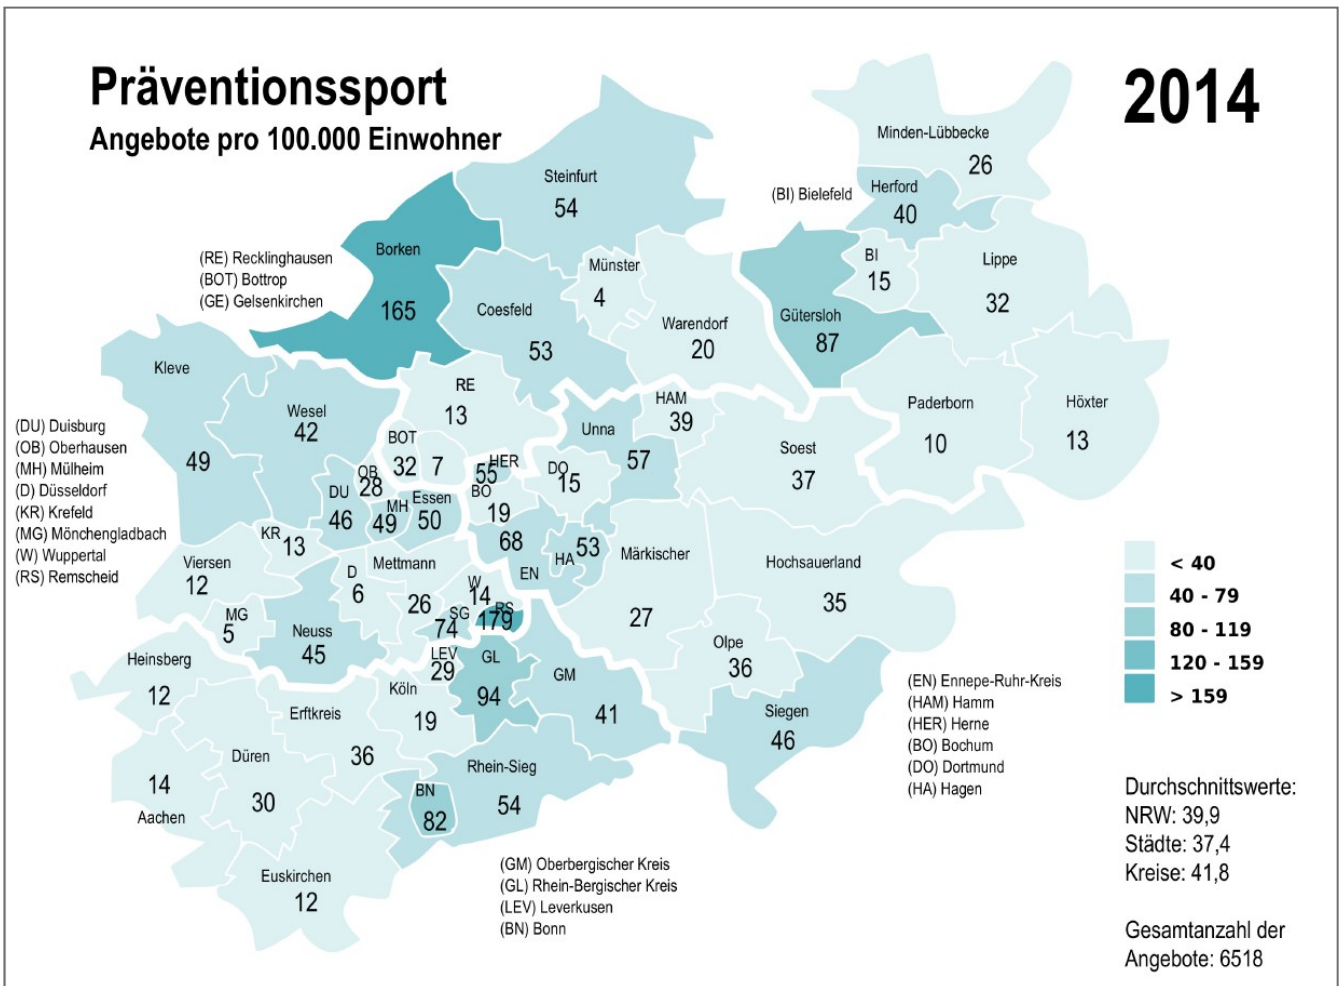 Präventionssport
Angebote pro 100.000 Einwohner
2014
Minden-Lübbecke
26
Steinfurt
54
(BI) Bielefeld
Herford
40
Borken
165
(RE) Recklinghausen
(BOT) Bottrop
(GE) Gelsenkirchen
Münster
4
BI
15
Lippe
32
Coesfeld
53
Warendorf
20
Gütersloh
87
Kleve
49
Wesel
42
RE
13
HAM
39
Paderborn
10
Höxter
13
(DU) Duisburg
(OB) Oberhausen
(MH) Mülheim
(D) Düsseldorf
(KR) Krefeld
(MG) Mönchengladbach
(W) Wuppertal
(RS) Remscheid
BOT
32
7
Unna
57
Soest
37
OB
28
HER
55
DO
15
DU
46
MH
49
Essen
50
BO
19
KR
13
68
EN
HA
53
Märkischer
27
Hochsauerland
35
Viersen
12
D
6
Mettmann
26
W
14
MG
5
Neuss
45
SG
74
RS
179
Olpe
36
Heinsberg
12
LEV
29
GL
94
GM
41
Köln
19
Erftkreis
36
Siegen
46
Düren
30
14
Aachen
Rhein-Sieg
54
BN
82
Euskirchen
12
< 40
40 - 79
80 - 119
120 - 159
> 159
(EN) Ennepe-Ruhr-Kreis
(HAM) Hamm
(HER) Herne
(BO) Bochum
(DO) Dortmund
(HA) Hagen
(GM) Oberbergischer Kreis
(GL) Rhein-Bergischer Kreis
(LEV) Leverkusen
(BN) Bonn
Durchschnittswerte:
NRW: 39,9
Städte: 37,4
Kreise: 41,8
Gesamtanzahl der
Angebote: 6518